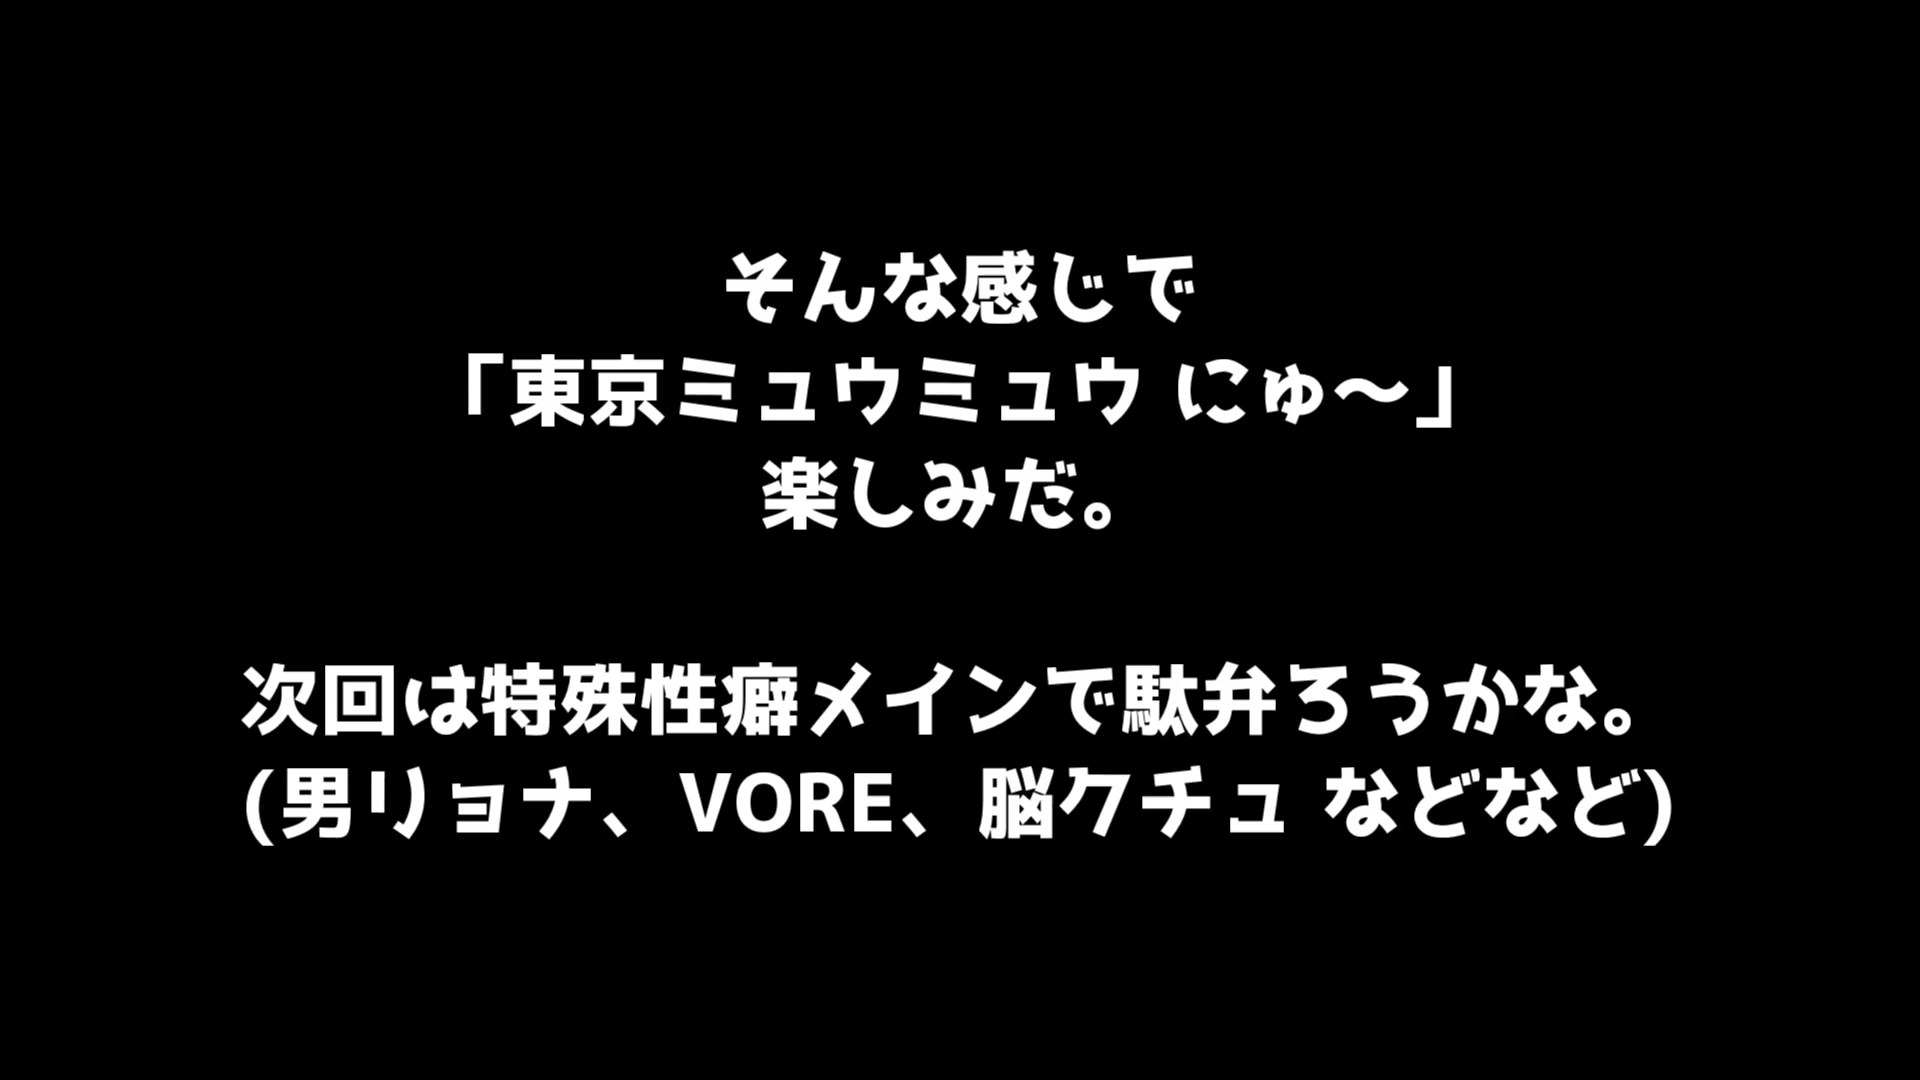 そんな感じで
「東京ミュウミュウ にゅ〜」
楽しみだ。
次回は特殊性癖メインで駄弁ろうかな。
(男リョナ、VORE、脳クチュ などなど)